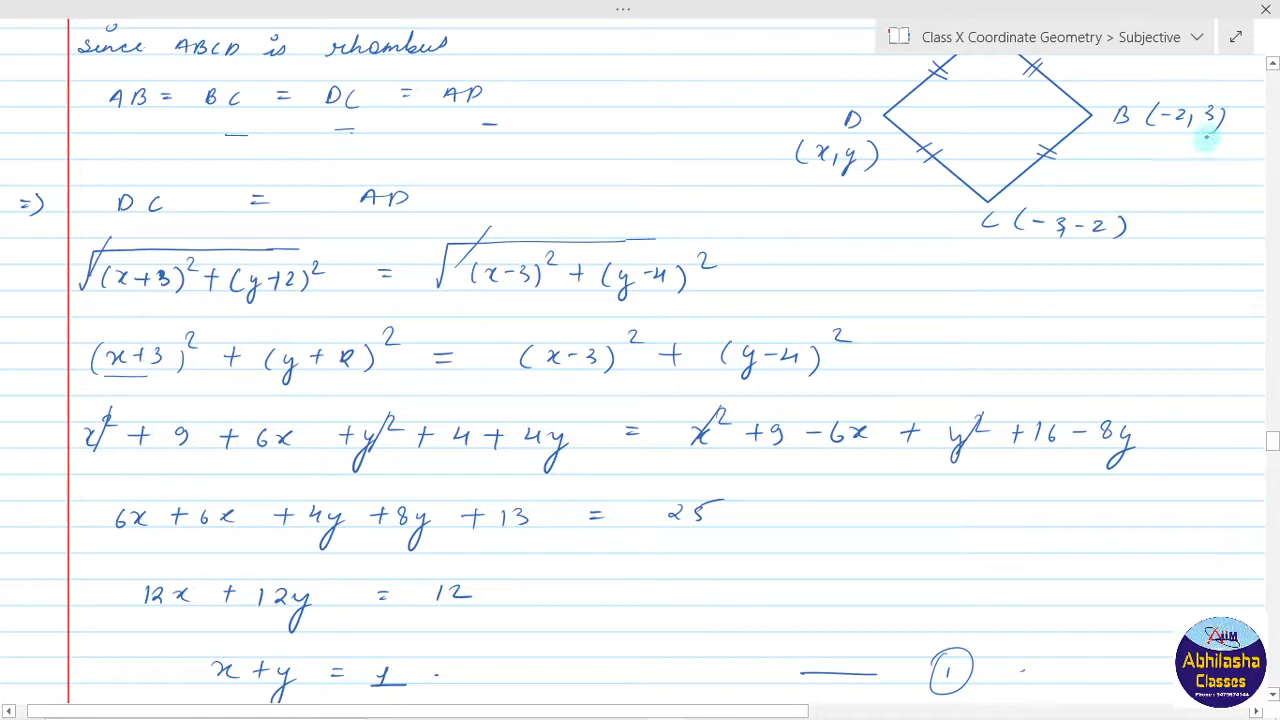 Class X Coordinate Geometry > Subjective
since ABCD is rhombus
AB = BC = DC = AD
D
(x,y)
B (-2, 3)
C (-3, -2)
=) DC = AD
√(x+3)² + (y+2)² = √(x-3)² + (y-4)²
(x+3)² + (y+2)² = (x-3)² + (y-4)²
x² + 9 + 6x + y² + 4 + 4y = x² + 9 - 6x + y² + 16 - 8y
6x + 6x + 4y + 8y + 13 = 25
12x + 12y = 12
x + y = 1 — 1
AIM
Abhilasha
Classes